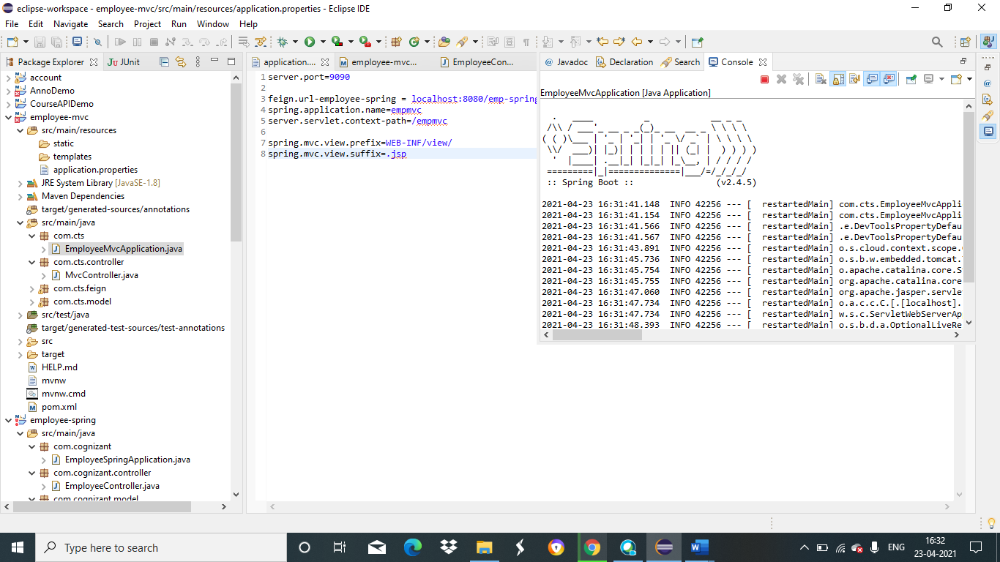 eclipse-workspace - employee-mvc/src/main/resources/application.properties - Eclipse IDE
File Edit Navigate Search Project Run Window Help
Package Explorer JUnit
account
AnnoDemo
CourseAPIDemo
employee-mvc
src/main/resources
static
templates
application.properties
JRE System Library [JavaSE-1.8]
Maven Dependencies
target/generated-sources/annotations
src/main/java
com.cts
EmployeeMvcApplication.java
com.cts.controller
MvcController.java
com.cts.feign
com.cts.model
src/test/java
target/generated-test-sources/test-annotations
src
target
HELP.md
mvnw
mvnw.cmd
pom.xml
employee-spring
src/main/java
com.cognizant
EmployeeSpringApplication.java
com.cognizant.controller
EmployeeController.java
com.cognizant.model
application.... employee-mvc... EmployeeCon...
1 server.port=9090
2
3 feign.url-employee-spring = localhost:8080/emp-spring
4 spring.application.name=empmvc
5 server.servlet.context-path=/empmvc
6
7 spring.mvc.view.prefix=WEB-INF/view/
8 spring.mvc.view.suffix=.jsp
@ Javadoc Declaration Search Console
EmployeeMvcApplication [Java Application]
Spring
:: Spring Boot :: (v2.4.5)
2021-04-23 16:31:41.148 INFO 42256 --- [ restartedMain] com.cts.EmployeeMvcAppli
2021-04-23 16:31:41.154 INFO 42256 --- [ restartedMain] com.cts.EmployeeMvcAppli
2021-04-23 16:31:41.566 INFO 42256 --- [ restartedMain] .e.DevToolsPropertyDefau
2021-04-23 16:31:41.567 INFO 42256 --- [ restartedMain] .e.DevToolsPropertyDefau
2021-04-23 16:31:43.891 INFO 42256 --- [ restartedMain] o.s.cloud.context.scope.
2021-04-23 16:31:45.736 INFO 42256 --- [ restartedMain] o.s.b.w.embedded.tomcat.
2021-04-23 16:31:45.754 INFO 42256 --- [ restartedMain] o.apache.catalina.core.S
2021-04-23 16:31:45.755 INFO 42256 --- [ restartedMain] org.apache.catalina.core
2021-04-23 16:31:47.060 INFO 42256 --- [ restartedMain] org.apache.jasper.servle
2021-04-23 16:31:47.734 INFO 42256 --- [ restartedMain] o.a.c.c.C.[.[localhost].
2021-04-23 16:31:47.734 INFO 42256 --- [ restartedMain] w.s.c.ServletWebServerAp
2021-04-23 16:31:48.393 INFO 42256 --- [ restartedMain] o.s.b.d.a.OptionalLiveRe
Type here to search
ENG
16:32
23-04-2021